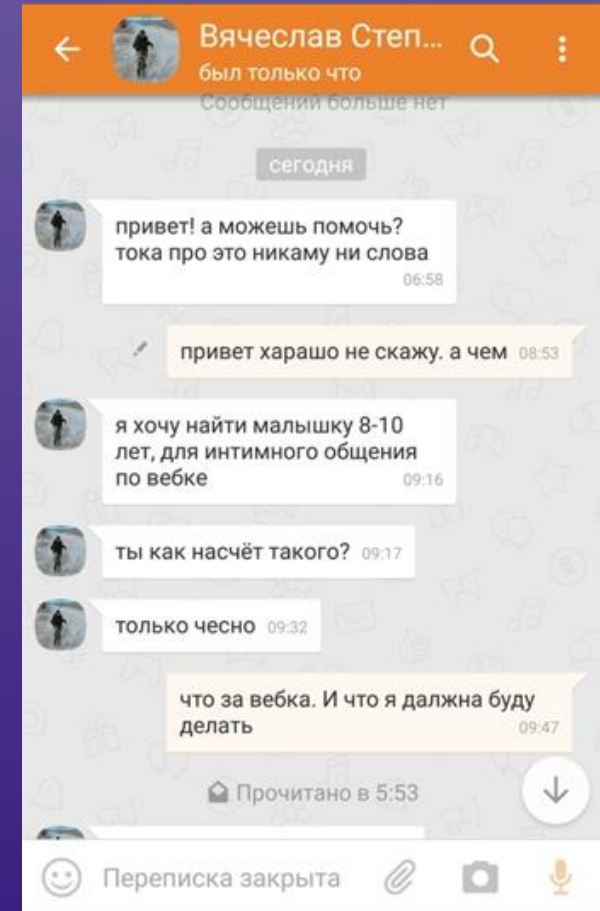 Вячеслав Степ...
был только что
Сообщений больше нет
сегодня
привет! а можешь помочь?
тока про это никаму ни слова
06:58
привет харашо не скажу. а чем 08:53
я хочу найти малышку 8-10
лет, для интимного общения
по вебке 09:16
ты как насчёт такого? 09:17
только чесно 09:32
что за вебка. И что я далжна буду
делать 09:47
Прочитано в 5:53
Переписка закрыта